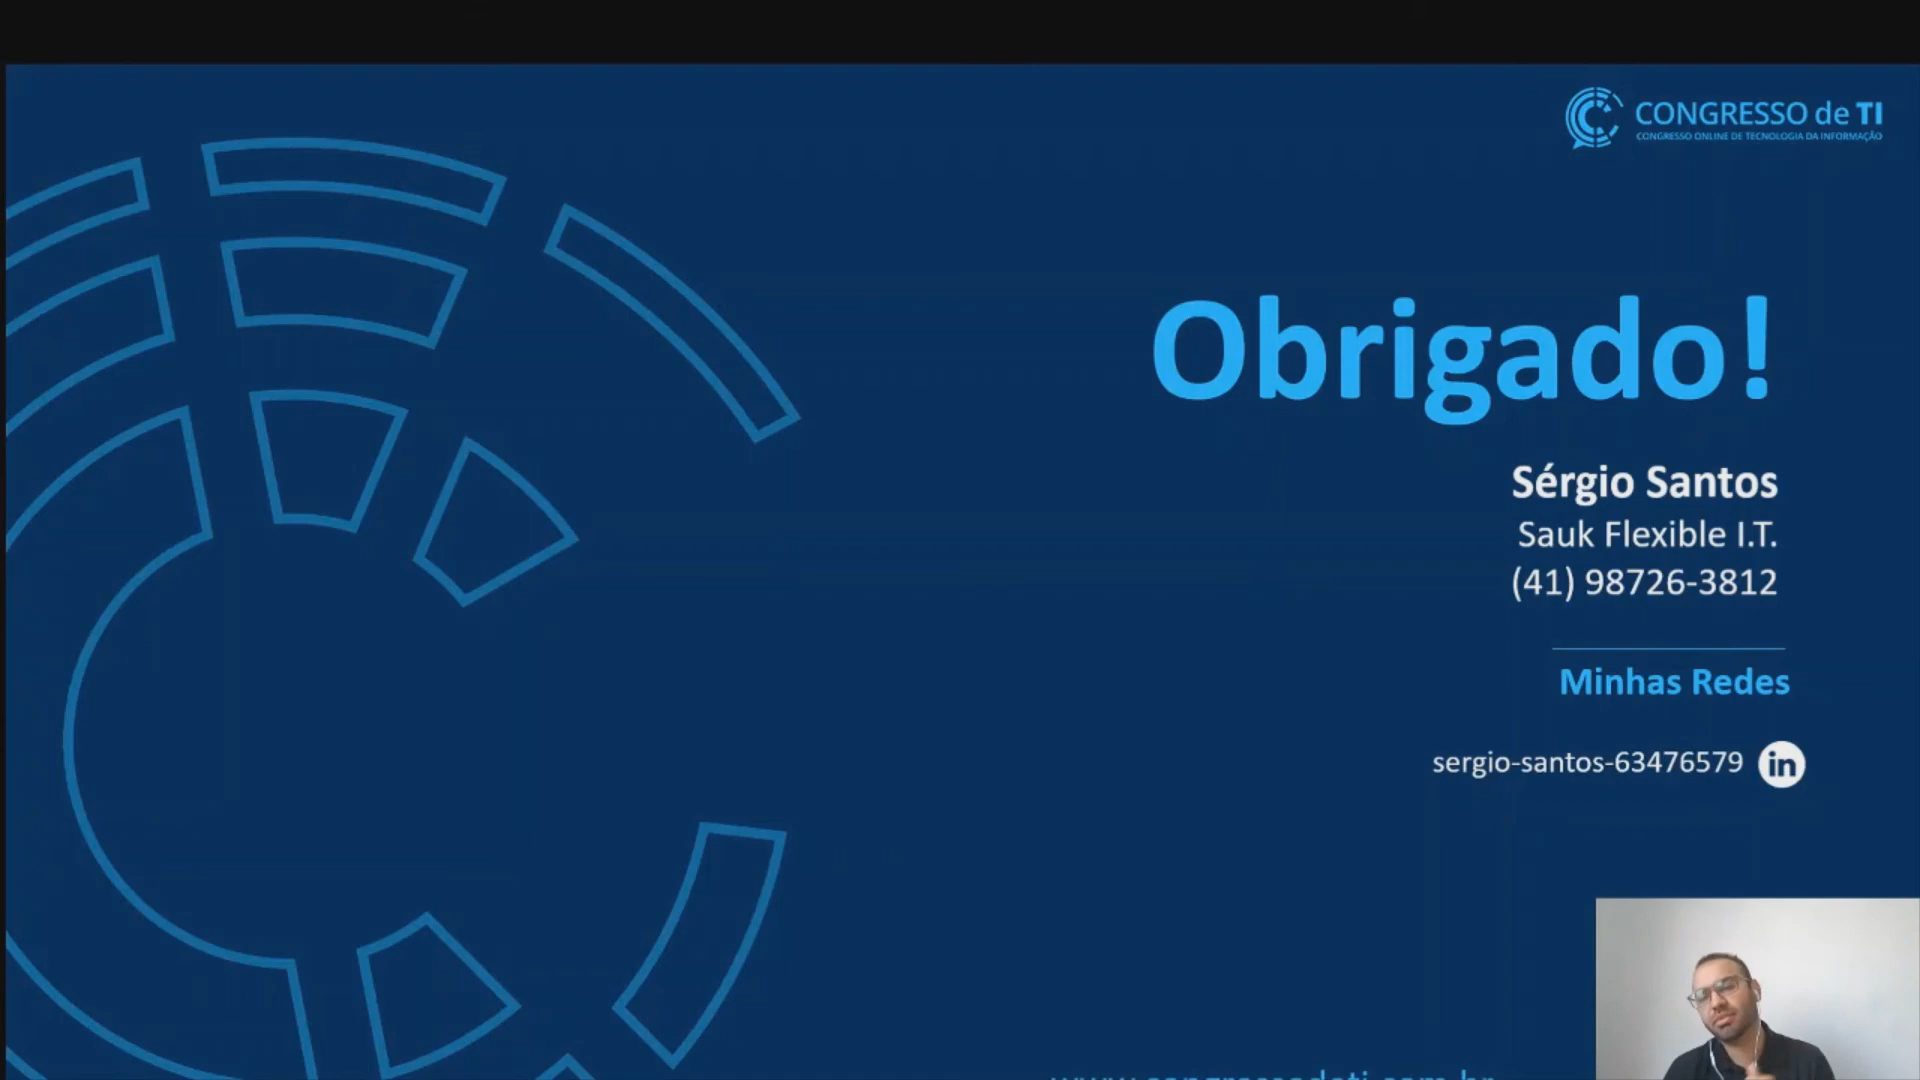 CONGRESSO de TI
CONGRESSO ONLINE DE TECNOLOGIA DA INFORMAÇÃO
Obrigado!
Sérgio Santos
Sauk Flexible I.T.
(41) 98726-3812
Minhas Redes
sergio-santos-63476579
in